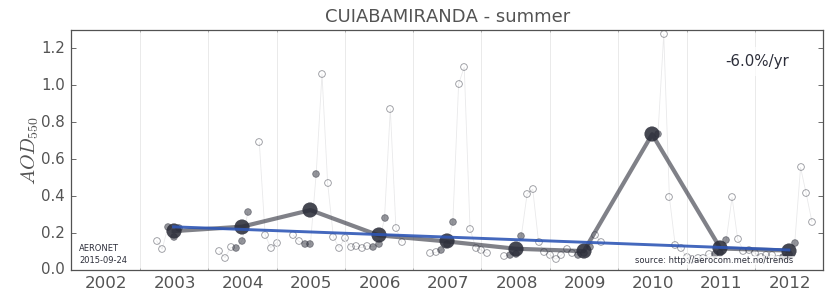 CUIABAMIRANDA - summer
1.2
1.0
0.8
0.6
0.4
0.2
0.0
AOD550
-6.0%/yr
AERONET
2015-09-24
source: http://aerocom.met.no/trends
2002 2003 2004 2005 2006 2007 2008 2009 2010 2011 2012